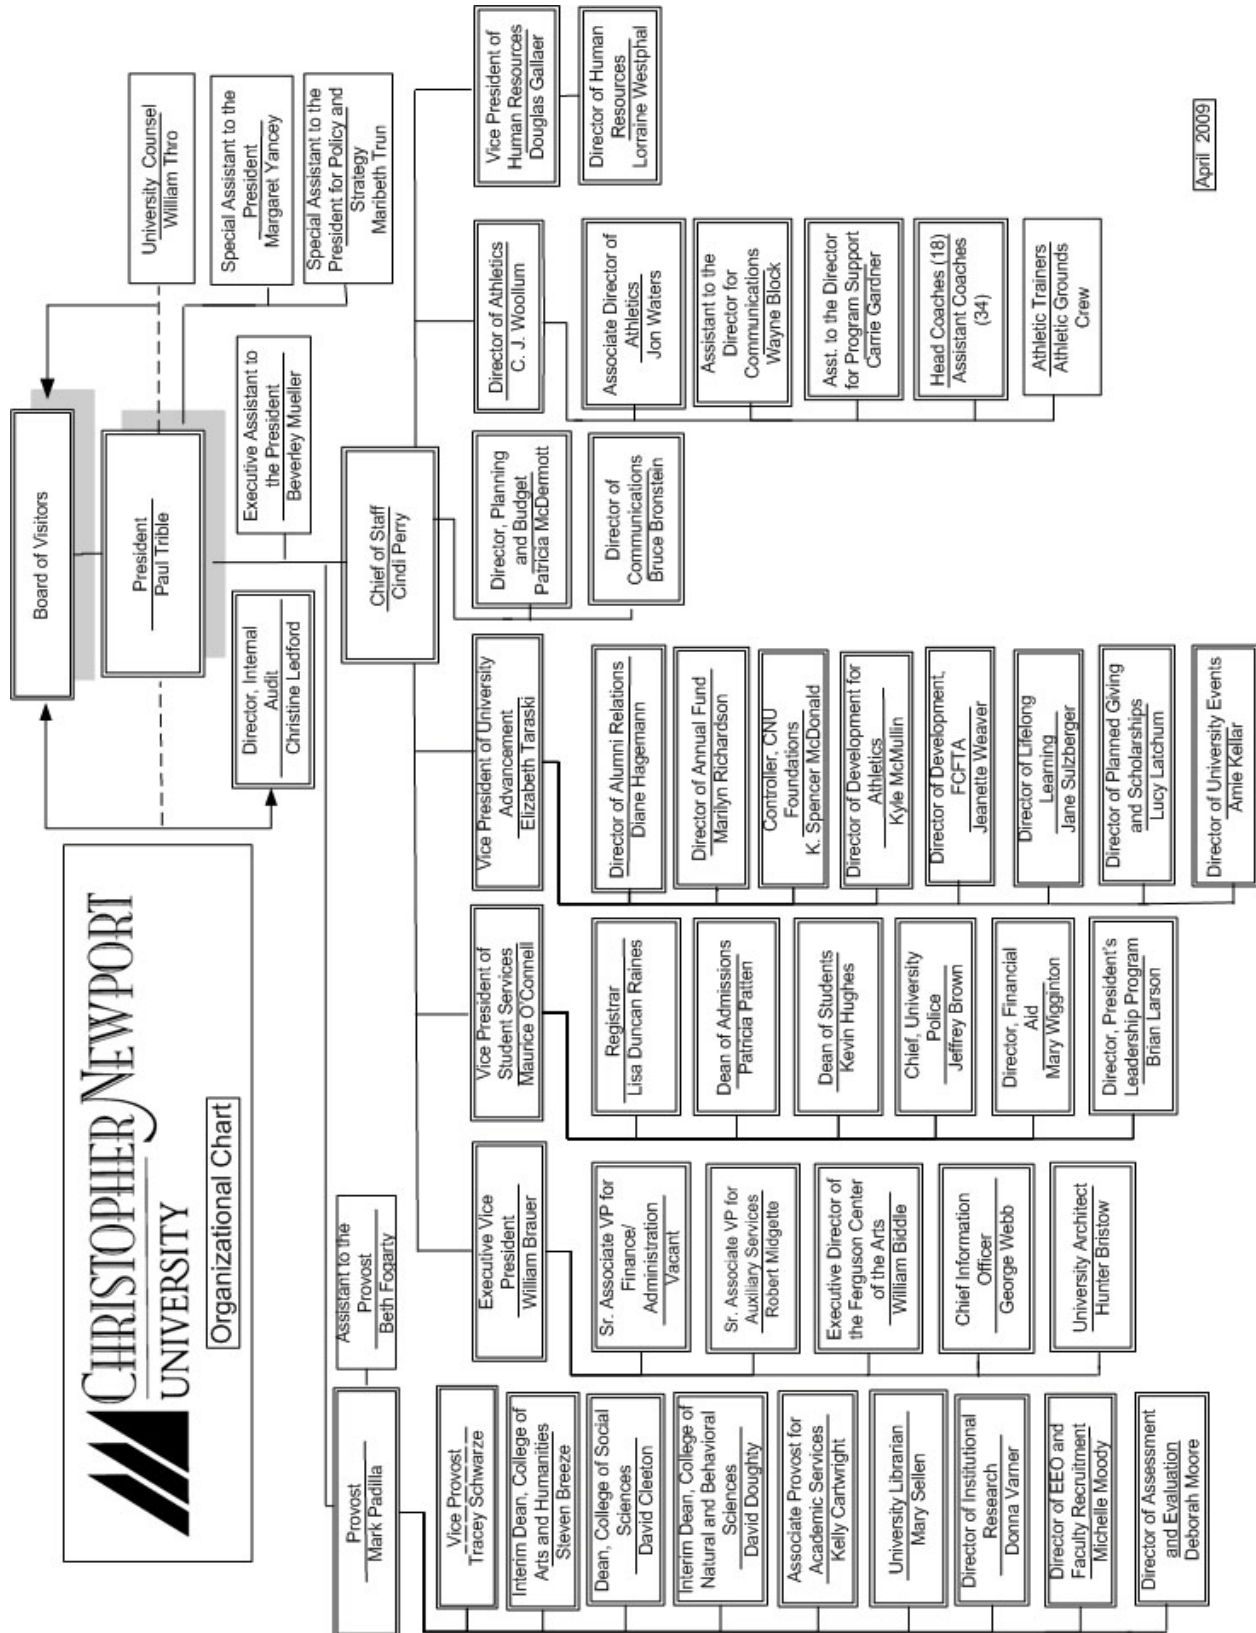 CHRISTOPHER NEWPORT
UNIVERSITY
Organizational Chart
Board of Visitors
President
Paul Trible
University Counsel
William Thro
Special Assistant to the
President
Margaret Yancey
Special Assistant to the
President for Policy and
Strategy
Maribeth Trun
Director, Internal
Audit
Christine Ledford
Executive Assistant to
the President
Beverley Mueller
Chief of Staff
Cindi Perry
Provost
Mark Padilla
Assistant to the
Provost
Beth Fogarty
Vice Provost
Tracey Schwarze
Interim Dean, College of
Arts and Humanities
Steven Breeze
Dean, College of Social
Sciences
David Cleeton
Interim Dean, College of
Natural and Behavioral
Sciences
David Doughty
Associate Provost for
Academic Services
Kelly Cartwright
University Librarian
Mary Sellen
Director of Institutional
Research
Donna Varner
Director of EEO and
Faculty Recruitment
Michelle Moody
Director of Assessment
and Evaluation
Deborah Moore
Executive Vice
President
William Brauer
Sr. Associate VP for
Finance/
Administration
Vacant
Sr. Associate VP for
Auxiliary Services
Robert Midgette
Executive Director of
the Ferguson Center
of the Arts
William Biddle
Chief Information
Officer
George Webb
University Architect
Hunter Bristow
Vice President of
Student Services
Maurice O'Connell
Registrar
Lisa Duncan Raines
Dean of Admissions
Patricia Patten
Dean of Students
Kevin Hughes
Chief, University
Police
Jeffrey Brown
Director, Financial
Aid
Mary Wigginton
Director, President's
Leadership Program
Brian Larson
Vice President of University
Advancement
Elizabeth Taraski
Director of Alumni Relations
Diane Hagemann
Director of Annual Fund
Marilyn Richardson
Controller, CNU
Foundations
K. Spencer McDonald
Director of Development for
Athletics
Kyle McMullin
Director of Development,
FCFTA
Jeanette Weaver
Director of Lifelong
Learning
Jane Sulzberger
Director of Planned Giving
and Scholarships
Lucy Latchum
Director of University Events
Amie Kellar
Director, Planning
and Budget
Patricia McDermott
Director of
Communications
Bruce Bronstein
Director of Athletics
C. J. Woollum
Associate Director of
Athletics
Jon Waters
Assistant to the
Director for
Communications
Wayne Block
Asst. to the Director
for Program Support
Carrie Gardner
Head Coaches (18)
Assistant Coaches
(34)
Athletic Trainers
Athletic Grounds
Crew
Vice President of
Human Resources
Douglas Gallaer
Director of Human
Resources
Lorraine Westphal
April 2009